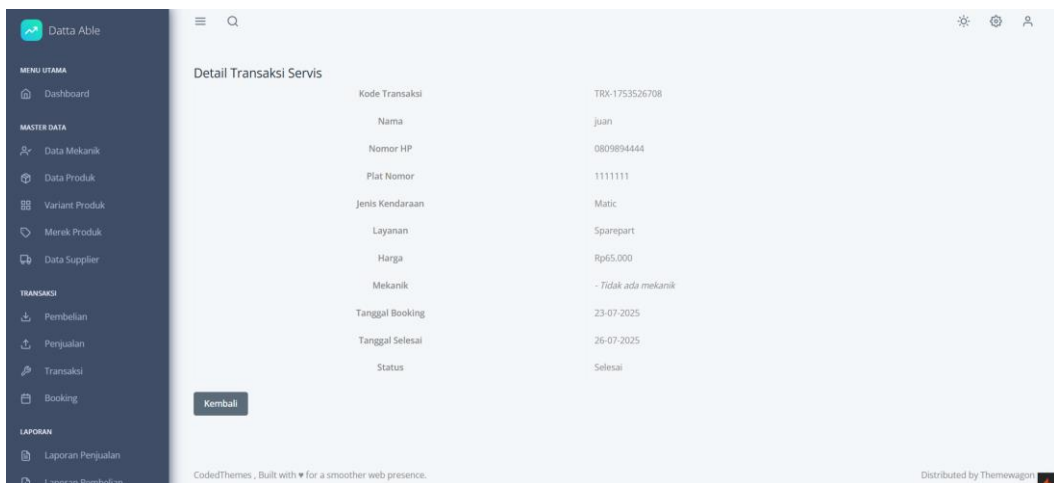 Datta Able
MENU UTAMA
Dashboard
MASTER DATA
Data Mekanik
Data Produk
Variant Produk
Merek Produk
Data Supplier
TRANSAKSI
Pembelian
Penjualan
Transaksi
Booking
LAPORAN
Laporan Penjualan
Laporan Pembelian
Detail Transaksi Servis
Kode Transaksi TRX-1753526708
Nama juan
Nomor HP 0809894444
Plat Nomor 1111111
Jenis Kendaraan Matic
Layanan Sparepart
Harga Rp65.000
Mekanik - Tidak ada mekanik
Tanggal Booking 23-07-2025
Tanggal Selesai 26-07-2025
Status Selesai
Kembali
CodedThemes , Built with ♥ for a smoother web presence.
Distributed by Themewagon